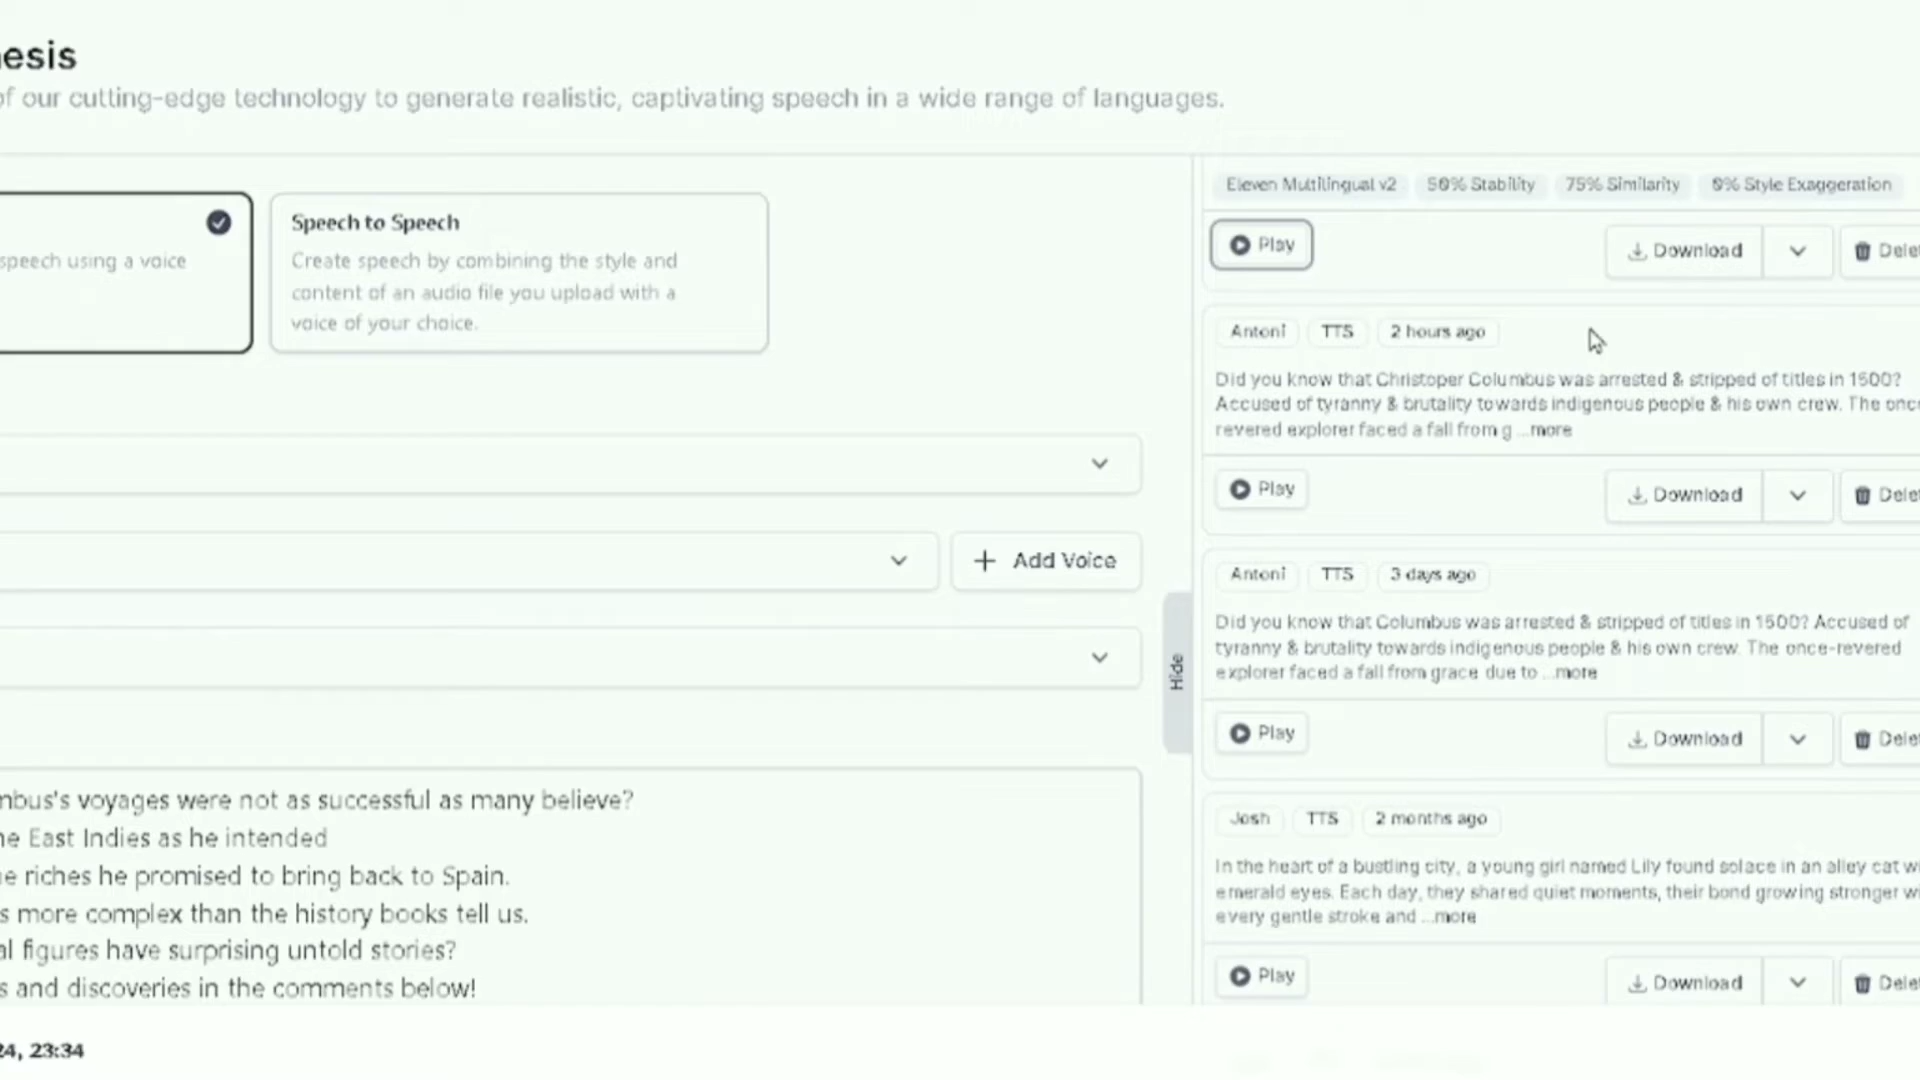 esis
of our cutting-edge technology to generate realistic, captivating speech in a wide range of languages.
speech using a voice
Speech to Speech
Create speech by combining the style and
content of an audio file you upload with a
voice of your choice.
Add Voice
mbus's voyages were not as successful as many believe?
he East Indies as he intended
e riches he promised to bring back to Spain.
s more complex than the history books tell us.
al figures have surprising untold stories?
s and discoveries in the comments below!
24, 23:34
Hide
Eleven Multilingual v2 50% Stability 75% Similarity 0% Style Exaggeration
Play Download Delet
Antoni TTS 2 hours ago
Did you know that Christoper Columbus was arrested & stripped of titles in 1500?
Accused of tyranny & brutality towards indigenous people & his own crew. The once
revered explorer faced a fall from g ...more
Play Download Delet
Antoni TTS 3 days ago
Did you know that Columbus was arrested & stripped of titles in 1500? Accused of
tyranny & brutality towards indigenous people & his own crew. The once-revered
explorer faced a fall from grace due to ...more
Play Download Delet
Josh TTS 2 months ago
In the heart of a bustling city, a young girl named Lily found solace in an alley cat wi
emerald eyes. Each day, they shared quiet moments, their bond growing stronger wi
every gentle stroke and ...more
Play Download Delet